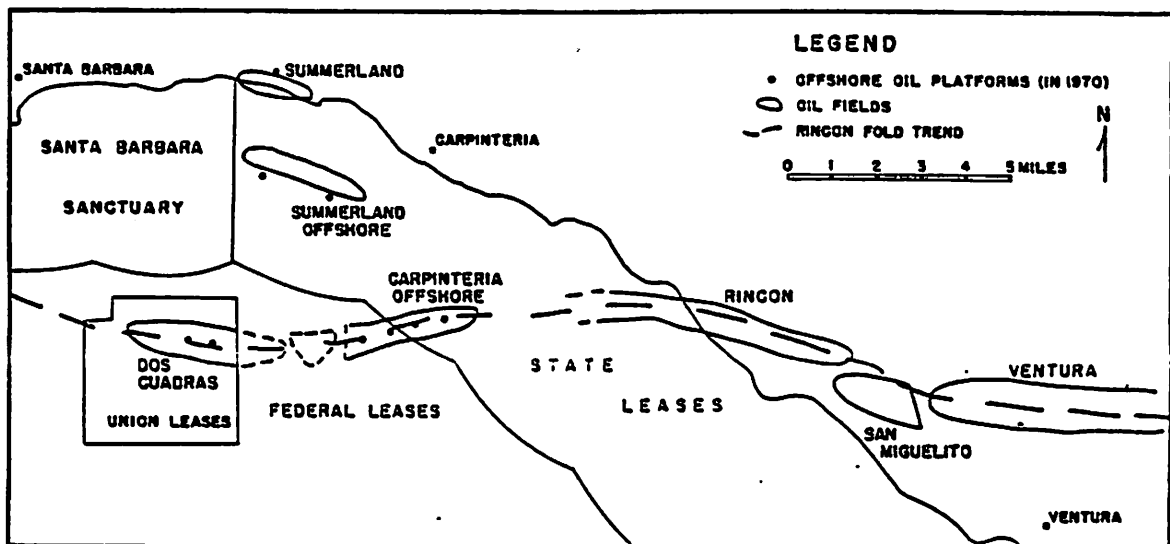 LEGEND
OFFSHORE OIL PLATFORMS (IN 1970)
OIL FIELDS
RINCON FOLD TREND
N
0 1 2 3 4 5 MILES
SANTA BARBARA
SUMMERLAND
CARPINTERIA
SANTA BARBARA
SANCTUARY
SUMMERLAND
OFFSHORE
CARPINTERIA
OFFSHORE
RINCON
DOS
CUADRAS
UNION LEASES
FEDERAL LEASES
STATE
LEASES
VENTURA
SAN
MIGUELITO
VENTURA